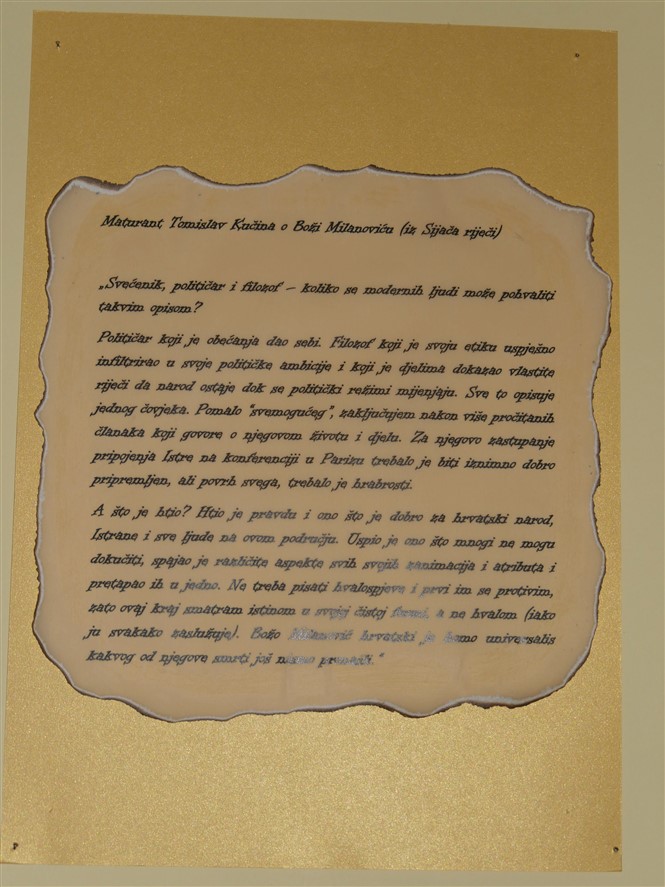 Maturant Tomislav Kučina o Boži Milanoviću (iz Sijača riječi)
„Svećenik, političar i filozof – koliko se modernih ljudi može pohvaliti
takvim opisom?
Političar koji je obećanja dao sebi. Filozof koji je svoju etiku uspješno
infiltrirao u svoje političke ambicije i koji je djelima dokazao vlastite
riječi da narod ostaje dok se politički režimi mijenjaju. Sve to opisuje
jednog čovjeka. Pomalo "svemogućeg", zaključujem nakon više pročitanih
članaka koji govore o njegovom životu i djelu. Za njegovo zastupanje
pripojenja Istre na konferenciji u Parizu trebalo je biti iznimno dobro
pripremljen, ali povrh svega, trebalo je hrabrosti.
A što je htio? Htio je pravdu i ono što je dobro za hrvatski narod,
Istrane i sve ljude na ovom području. Uspio je ono što mnogi ne mogu
dokučiti, spajao je različite aspekte svih svojih zanimacija i atributa i
pretapao ih u jedno. Ne treba pisati hvalospjeve i prvi im se protivim,
zato ovaj kraj smatram istinom u svojoj čistoj formi, a ne hvalom (iako
ju svakako zaslužuje). Božo Milanović hrvatski je homo universalis
kakvog od njegove smrti još nismo pronašli."